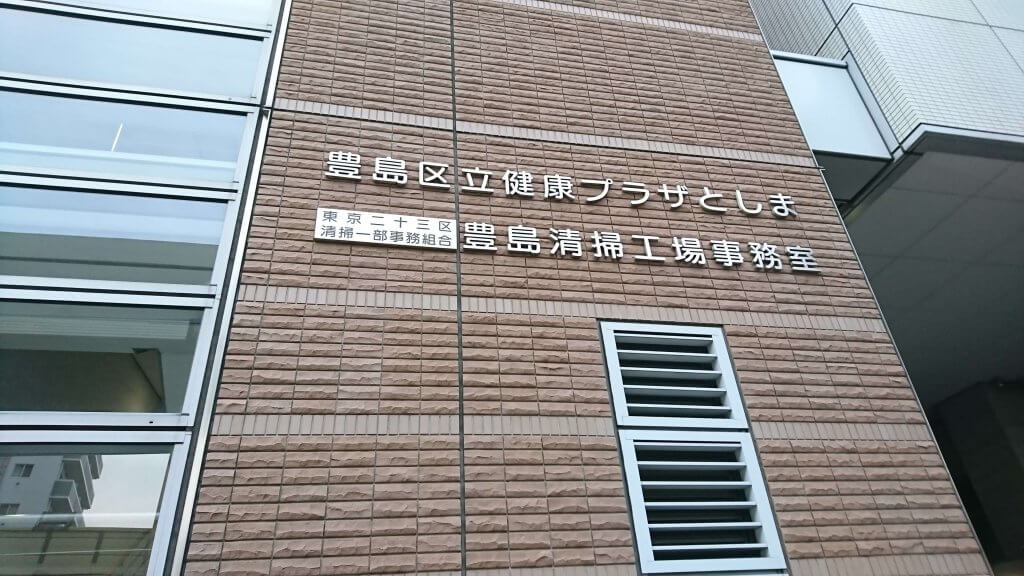 豊島区立健康プラザとしま
東京二十三区
清掃一部事務組合
豊島清掃工場事務室